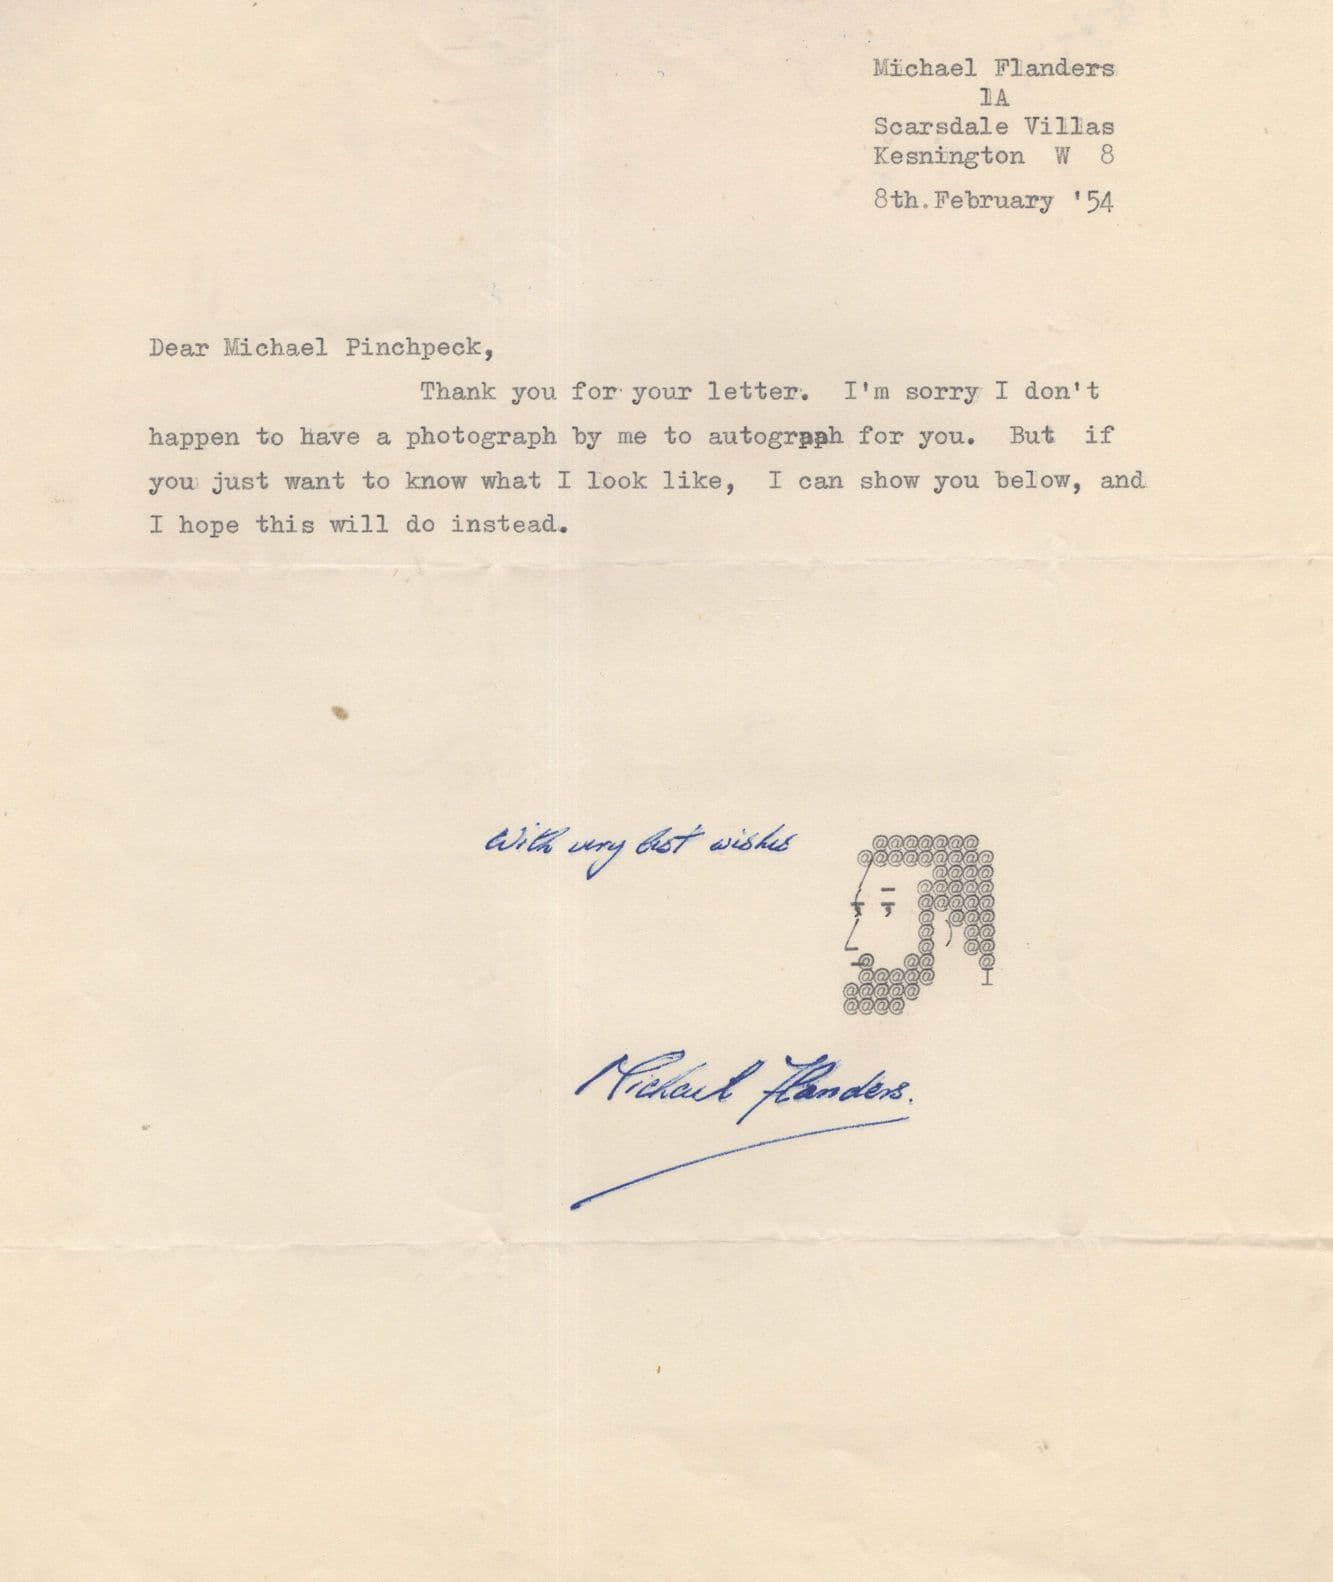 Michael Flanders
1A
Scarsdale Villas
Kesnington W 8
8th.February '54
Dear Michael Pinchpeck,
Thank you for your letter. I'm sorry I don't
happen to have a photograph by me to autograph for you. But if
you just want to know what I look like, I can show you below, and
I hope this will do instead.
With very best wishes
Michael Flanders.